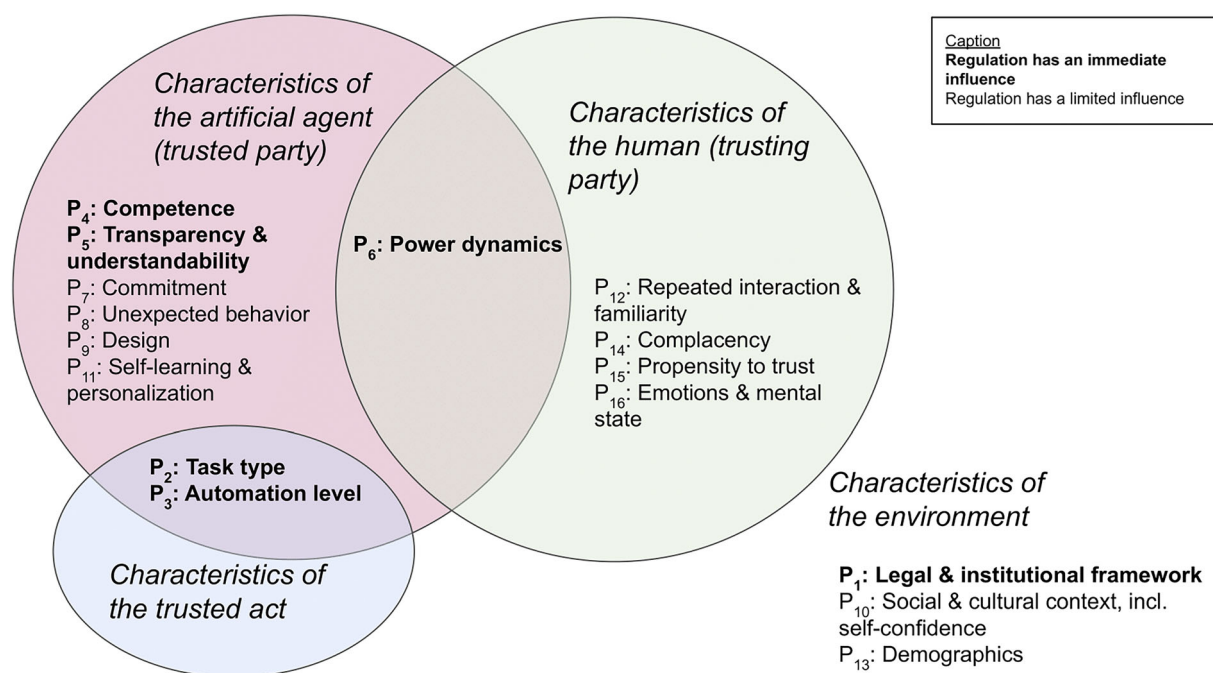 Caption
Regulation has an immediate
influence
Regulation has a limited influence
Characteristics of
the artificial agent
(trusted party)
P₄: Competence
P₅: Transparency &
understandability
P₇: Commitment
P₈: Unexpected behavior
P₉: Design
P₁₁: Self-learning &
personalization
P₆: Power dynamics
Characteristics of
the human (trusting
party)
P₁₂: Repeated interaction &
familiarity
P₁₄: Complacency
P₁₅: Propensity to trust
P₁₆: Emotions & mental
state
P₂: Task type
P₃: Automation level
Characteristics of
the trusted act
Characteristics of
the environment
P₁: Legal & institutional framework
P₁₀: Social & cultural context, incl.
self-confidence
P₁₃: Demographics